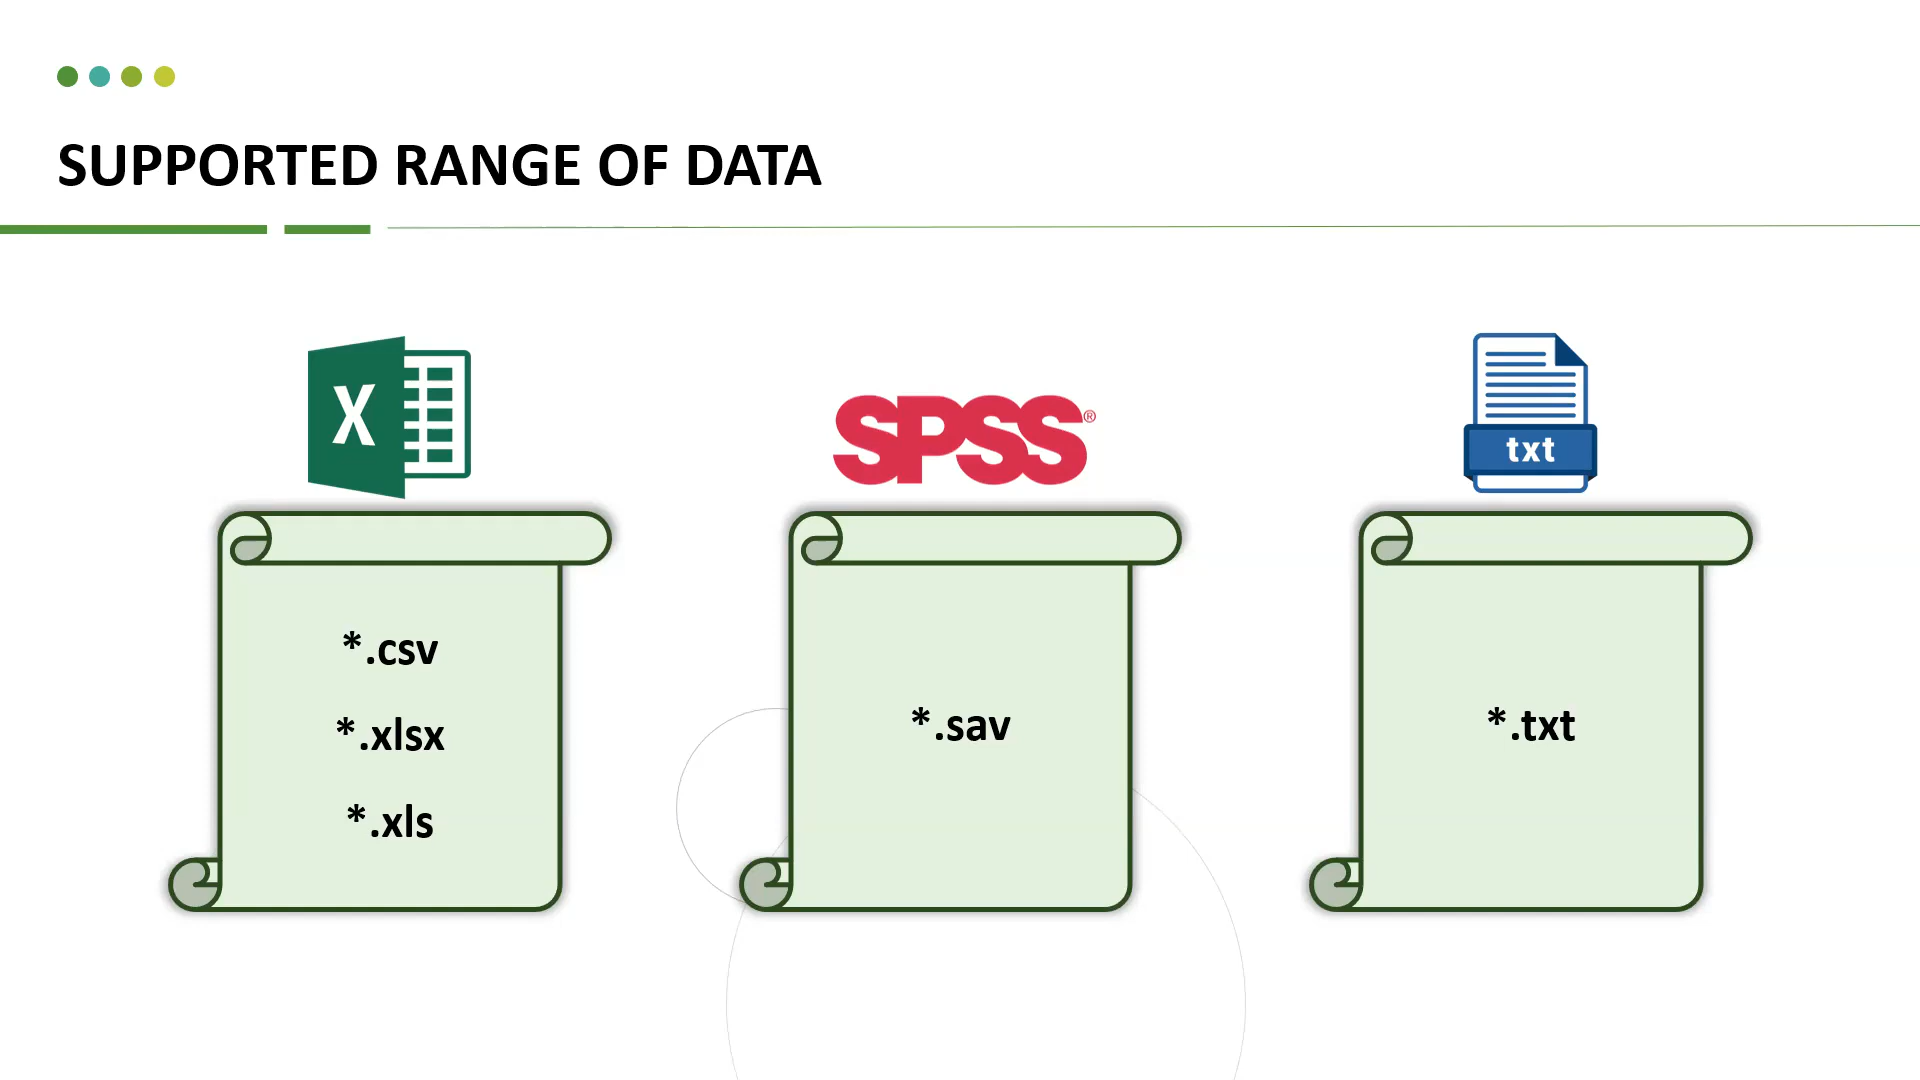 SUPPORTED RANGE OF DATA
X
SPSS®
txt
*.csv
*.xlsx
*.xls
*.sav
*.txt